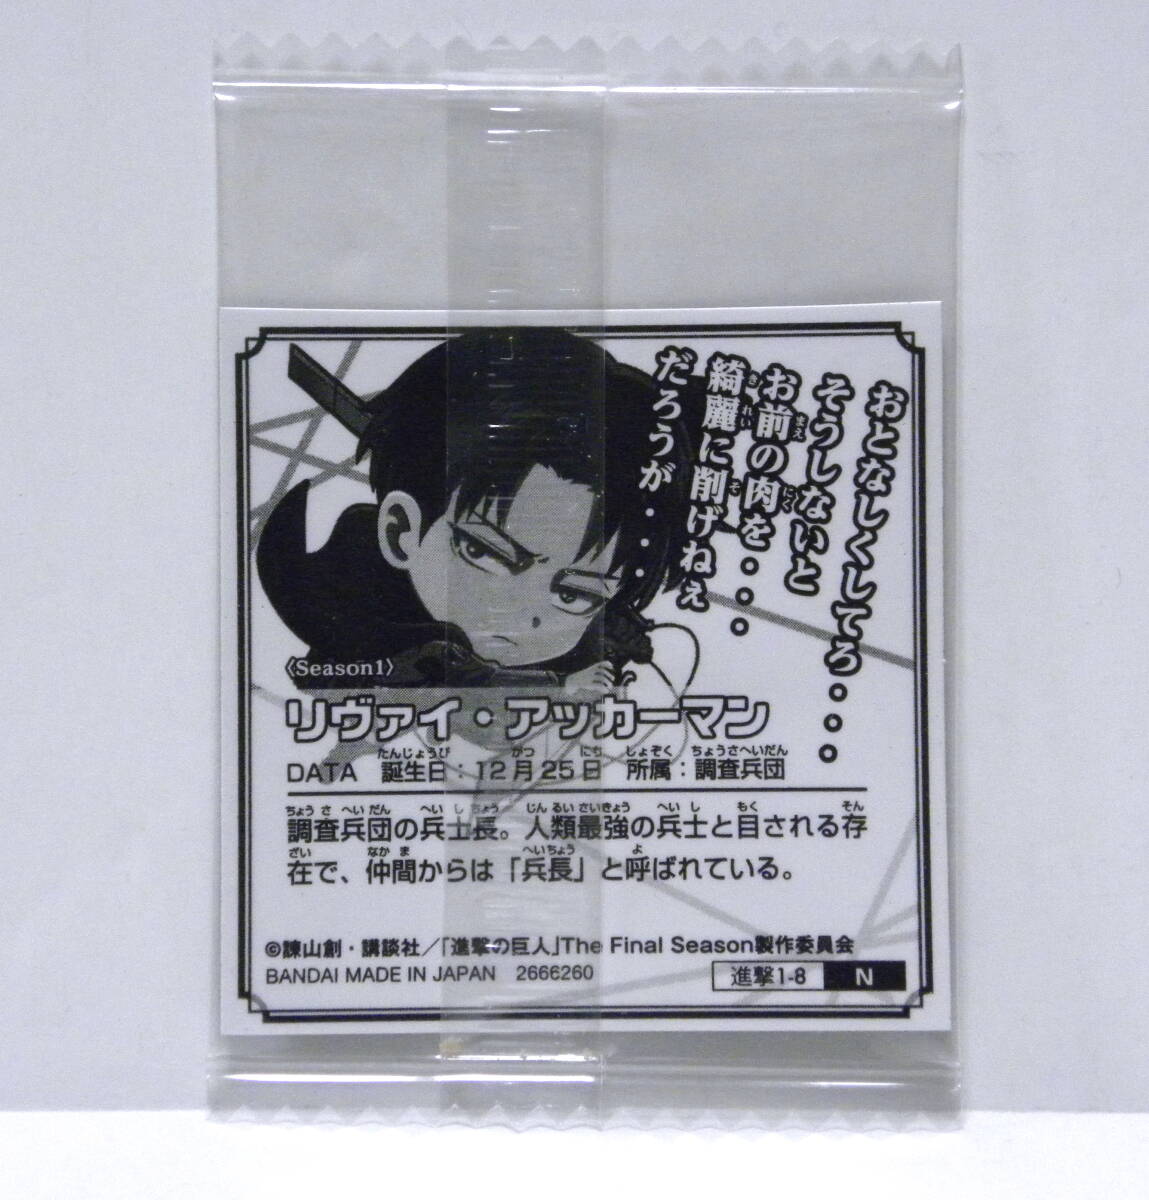 おとなしくしてろ・・・
そうしないと
お前の肉を・・・
綺麗に削げねぇ
だろうが・・・
〈Season1〉
リヴァイ・アッカーマン
DATA 誕生日：12月25日 所属：調査兵団
調査兵団の兵士長。人類最強の兵士と目される存
在で、仲間からは「兵長」と呼ばれている。
©諫山創・講談社／「進撃の巨人」The Final Season製作委員会
BANDAI MADE IN JAPAN 2666260
進撃1-8 N